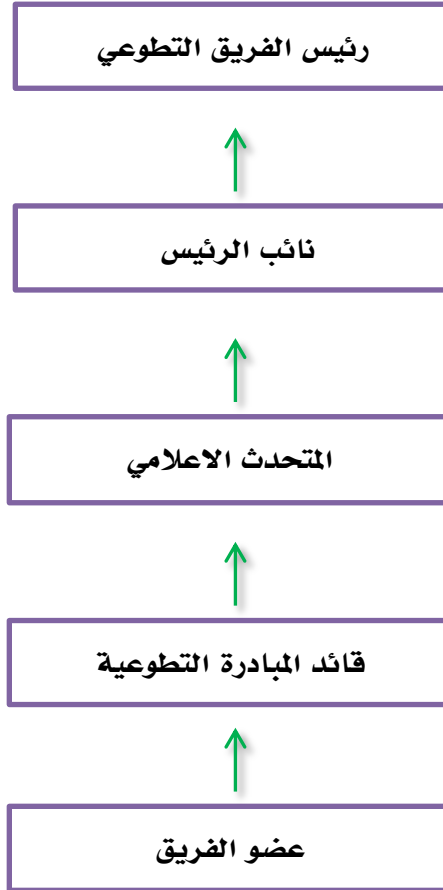 رئيس الفريق التطوعي
نائب الرئيس
المتحدث الاعلامي
قائد المبادرة التطوعية
عضو الفريق